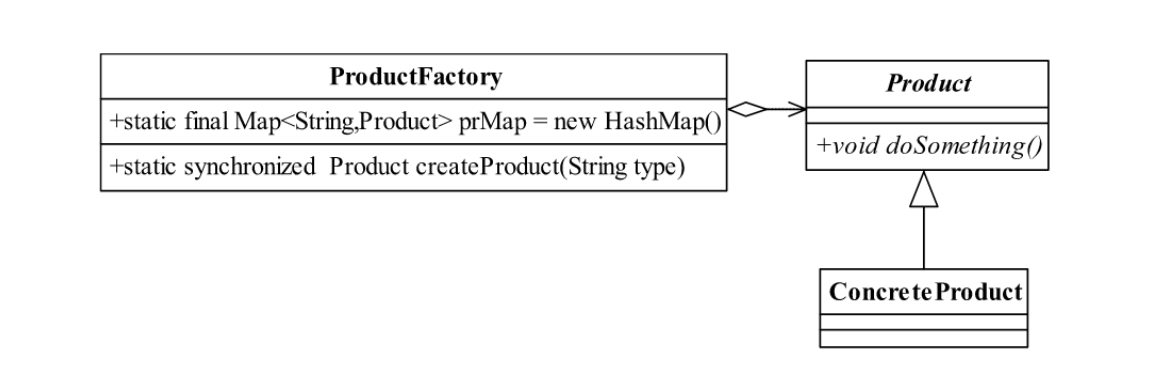 ProductFactory
+static final Map<String,Product> prMap = new HashMap()
+static synchronized Product createProduct(String type)
Product
+void doSomething()
ConcreteProduct